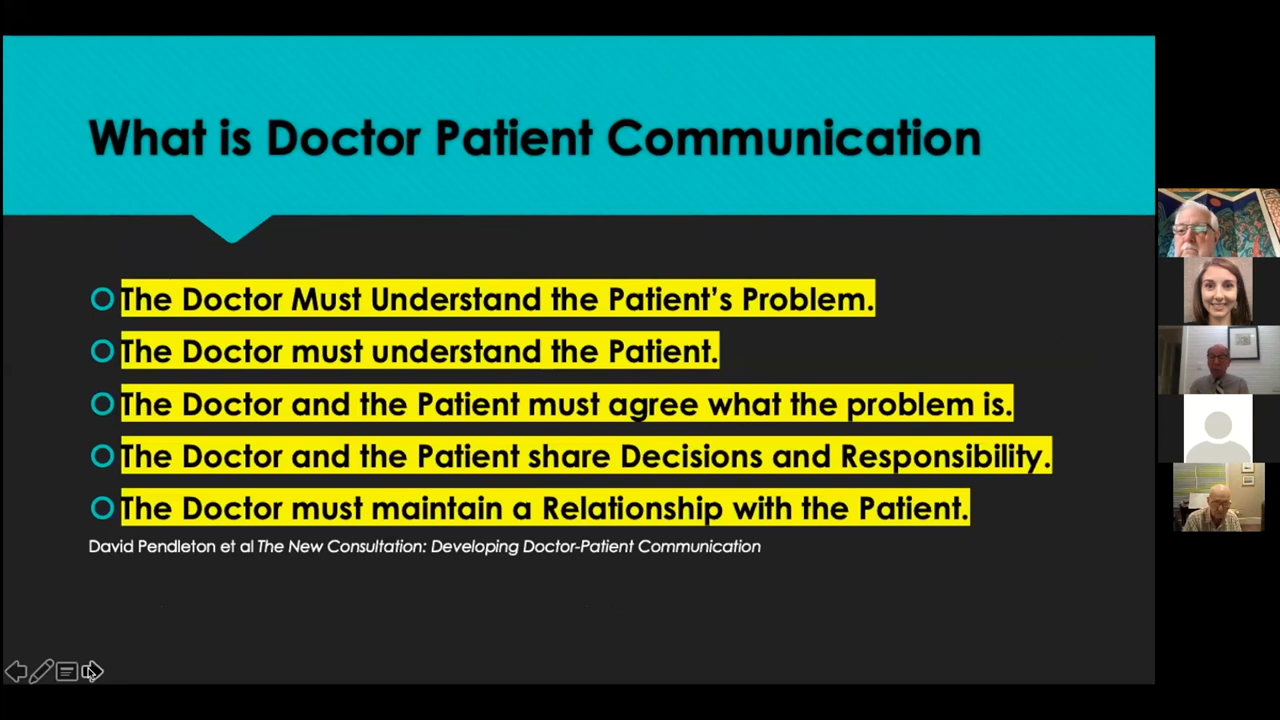 What is Doctor Patient Communication
The Doctor Must Understand the Patient’s Problem.
The Doctor must understand the Patient.
The Doctor and the Patient must agree what the problem is.
The Doctor and the Patient share Decisions and Responsibility.
The Doctor must maintain a Relationship with the Patient.
David Pendleton et al The New Consultation: Developing Doctor-Patient Communication